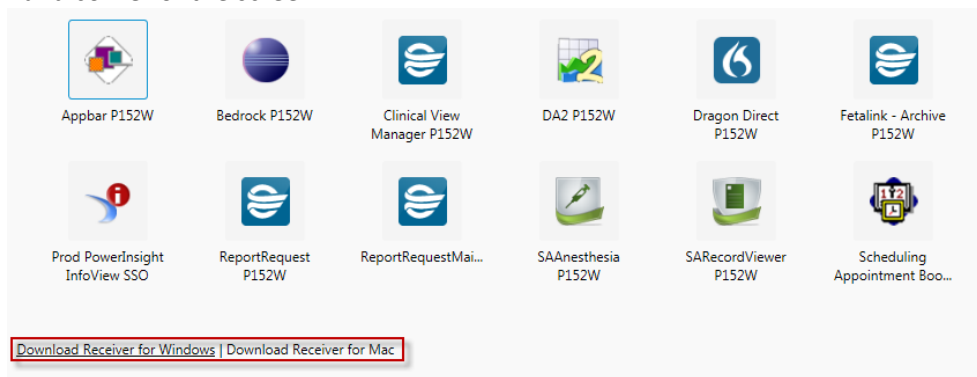 Appbar P152W
Bedrock P152W
Clinical View
Manager P152W
DA2 P152W
Dragon Direct
P152W
Fetalink - Archive
P152W
Prod PowerInsight
InfoView SSO
ReportRequest
P152W
ReportRequestMai...
SAAnesthesia
P152W
SARecordViewer
P152W
Scheduling
Appointment Boo...
Download Receiver for Windows | Download Receiver for Mac